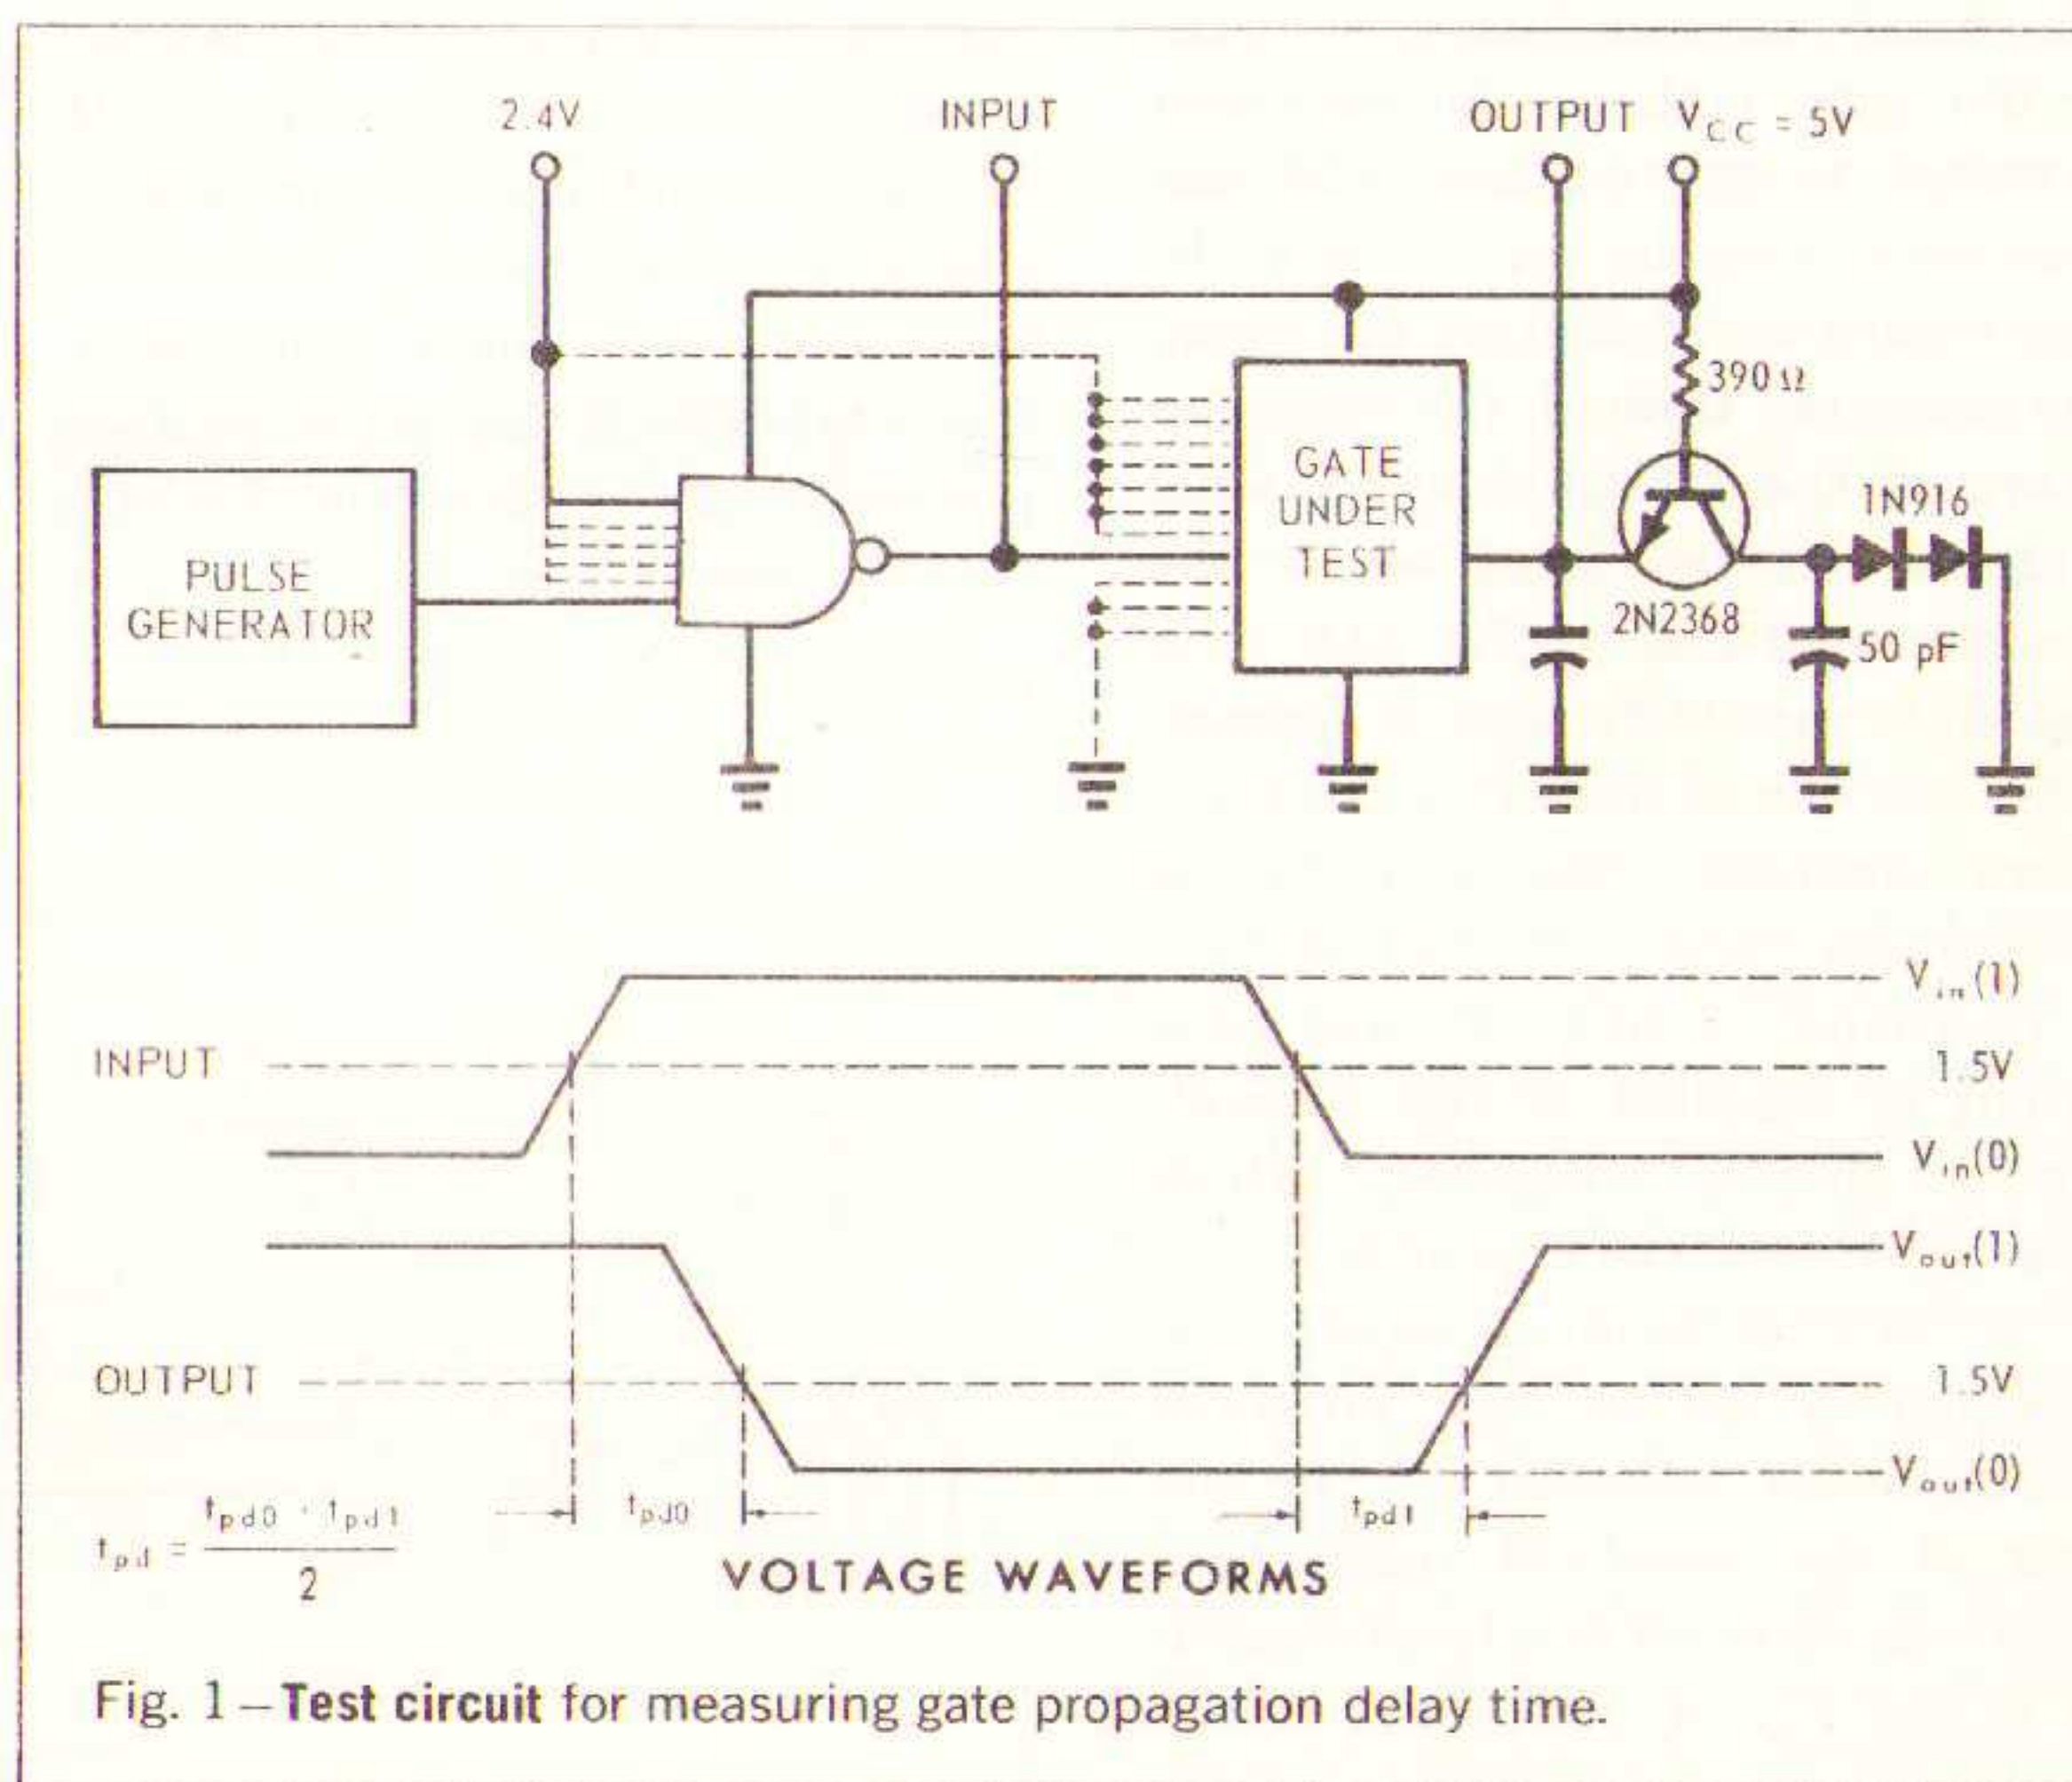 2.4V
INPUT
OUTPUT
VCC = 5V
390 Ω
GATE
UNDER
TEST
1N916
PULSE
GENERATOR
2N2368
50 pF
Vin(1)
INPUT
1.5V
Vin(0)
Vout(1)
OUTPUT
1.5V
Vout(0)
tpd0
tpd1
tpd = tpd0 + tpd1
2
VOLTAGE WAVEFORMS
Fig. 1—Test circuit for measuring gate propagation delay time.